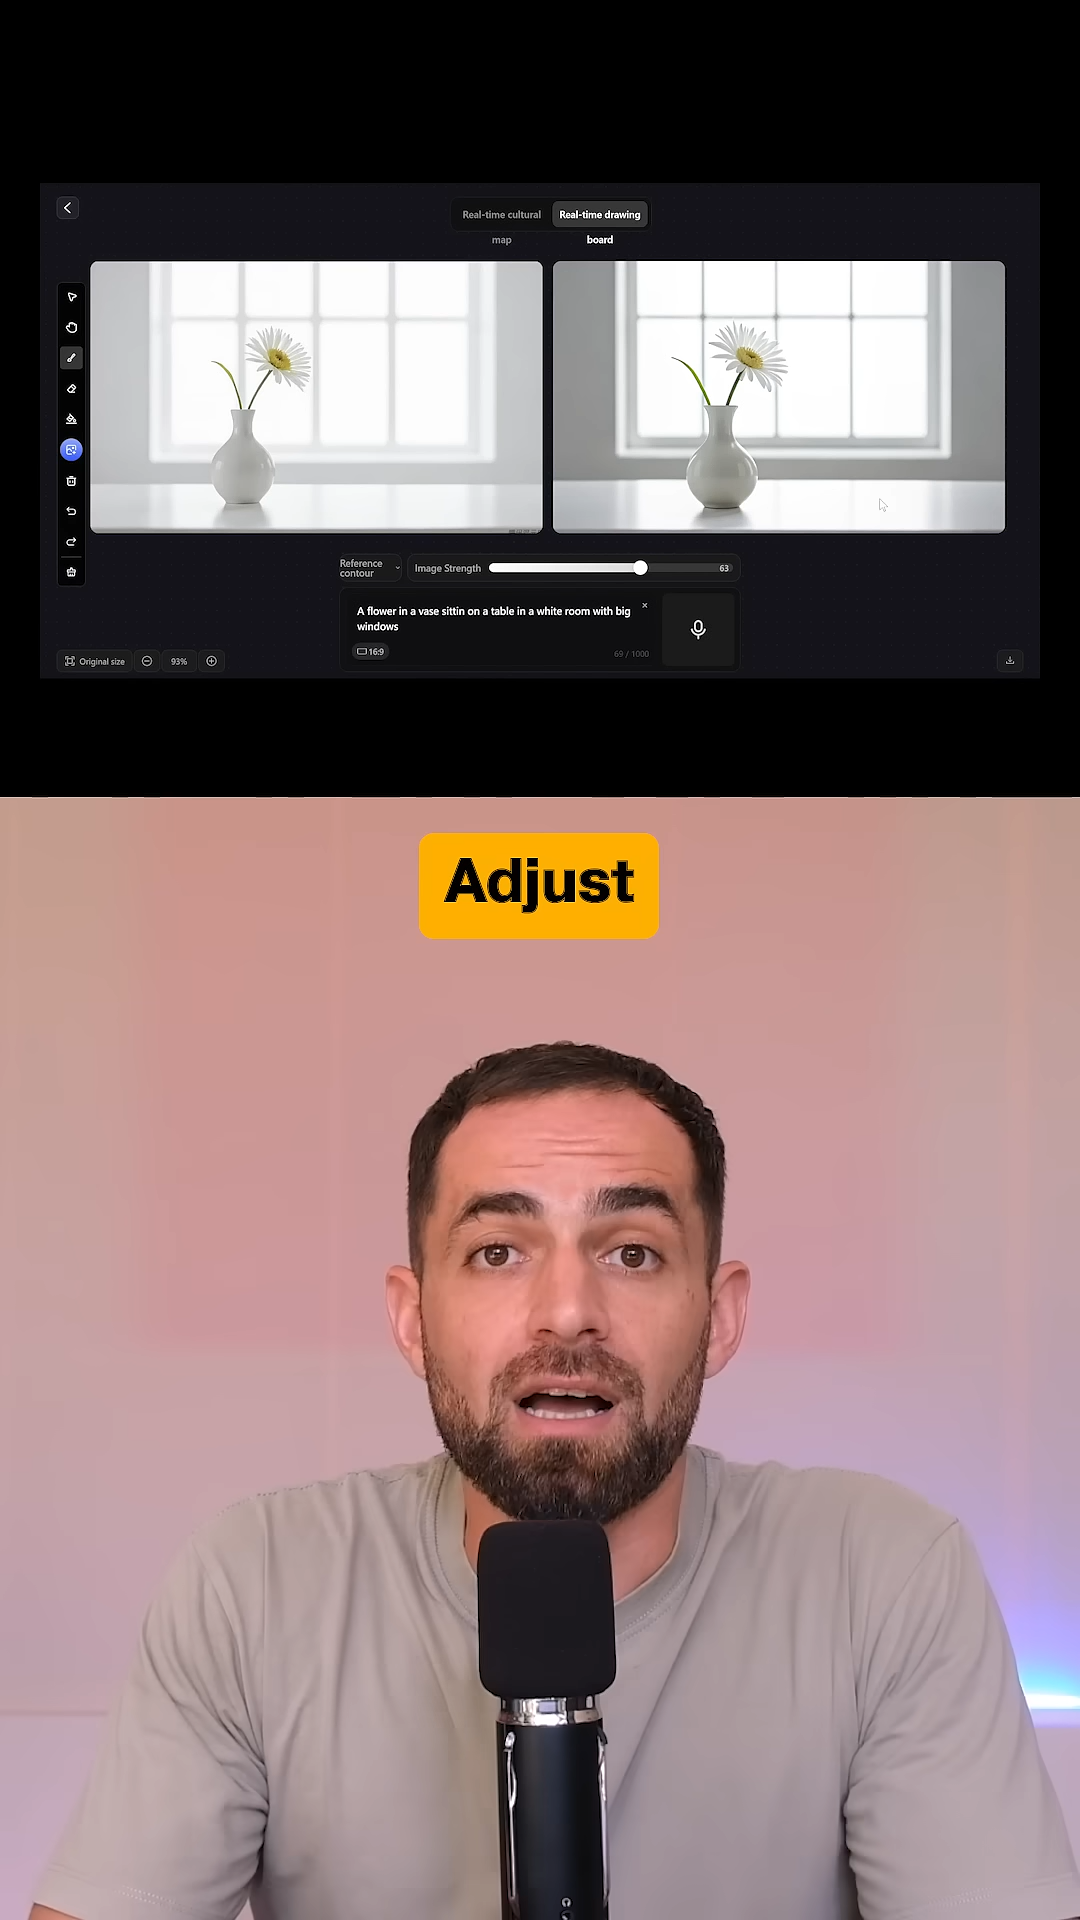 Real-time cultural map
Real-time drawing board
Reference contour
Image Strength
63
A flower in a vase sittin on a table in a white room with big
windows
16:9
69 / 1000
Original size
93%
Adjust